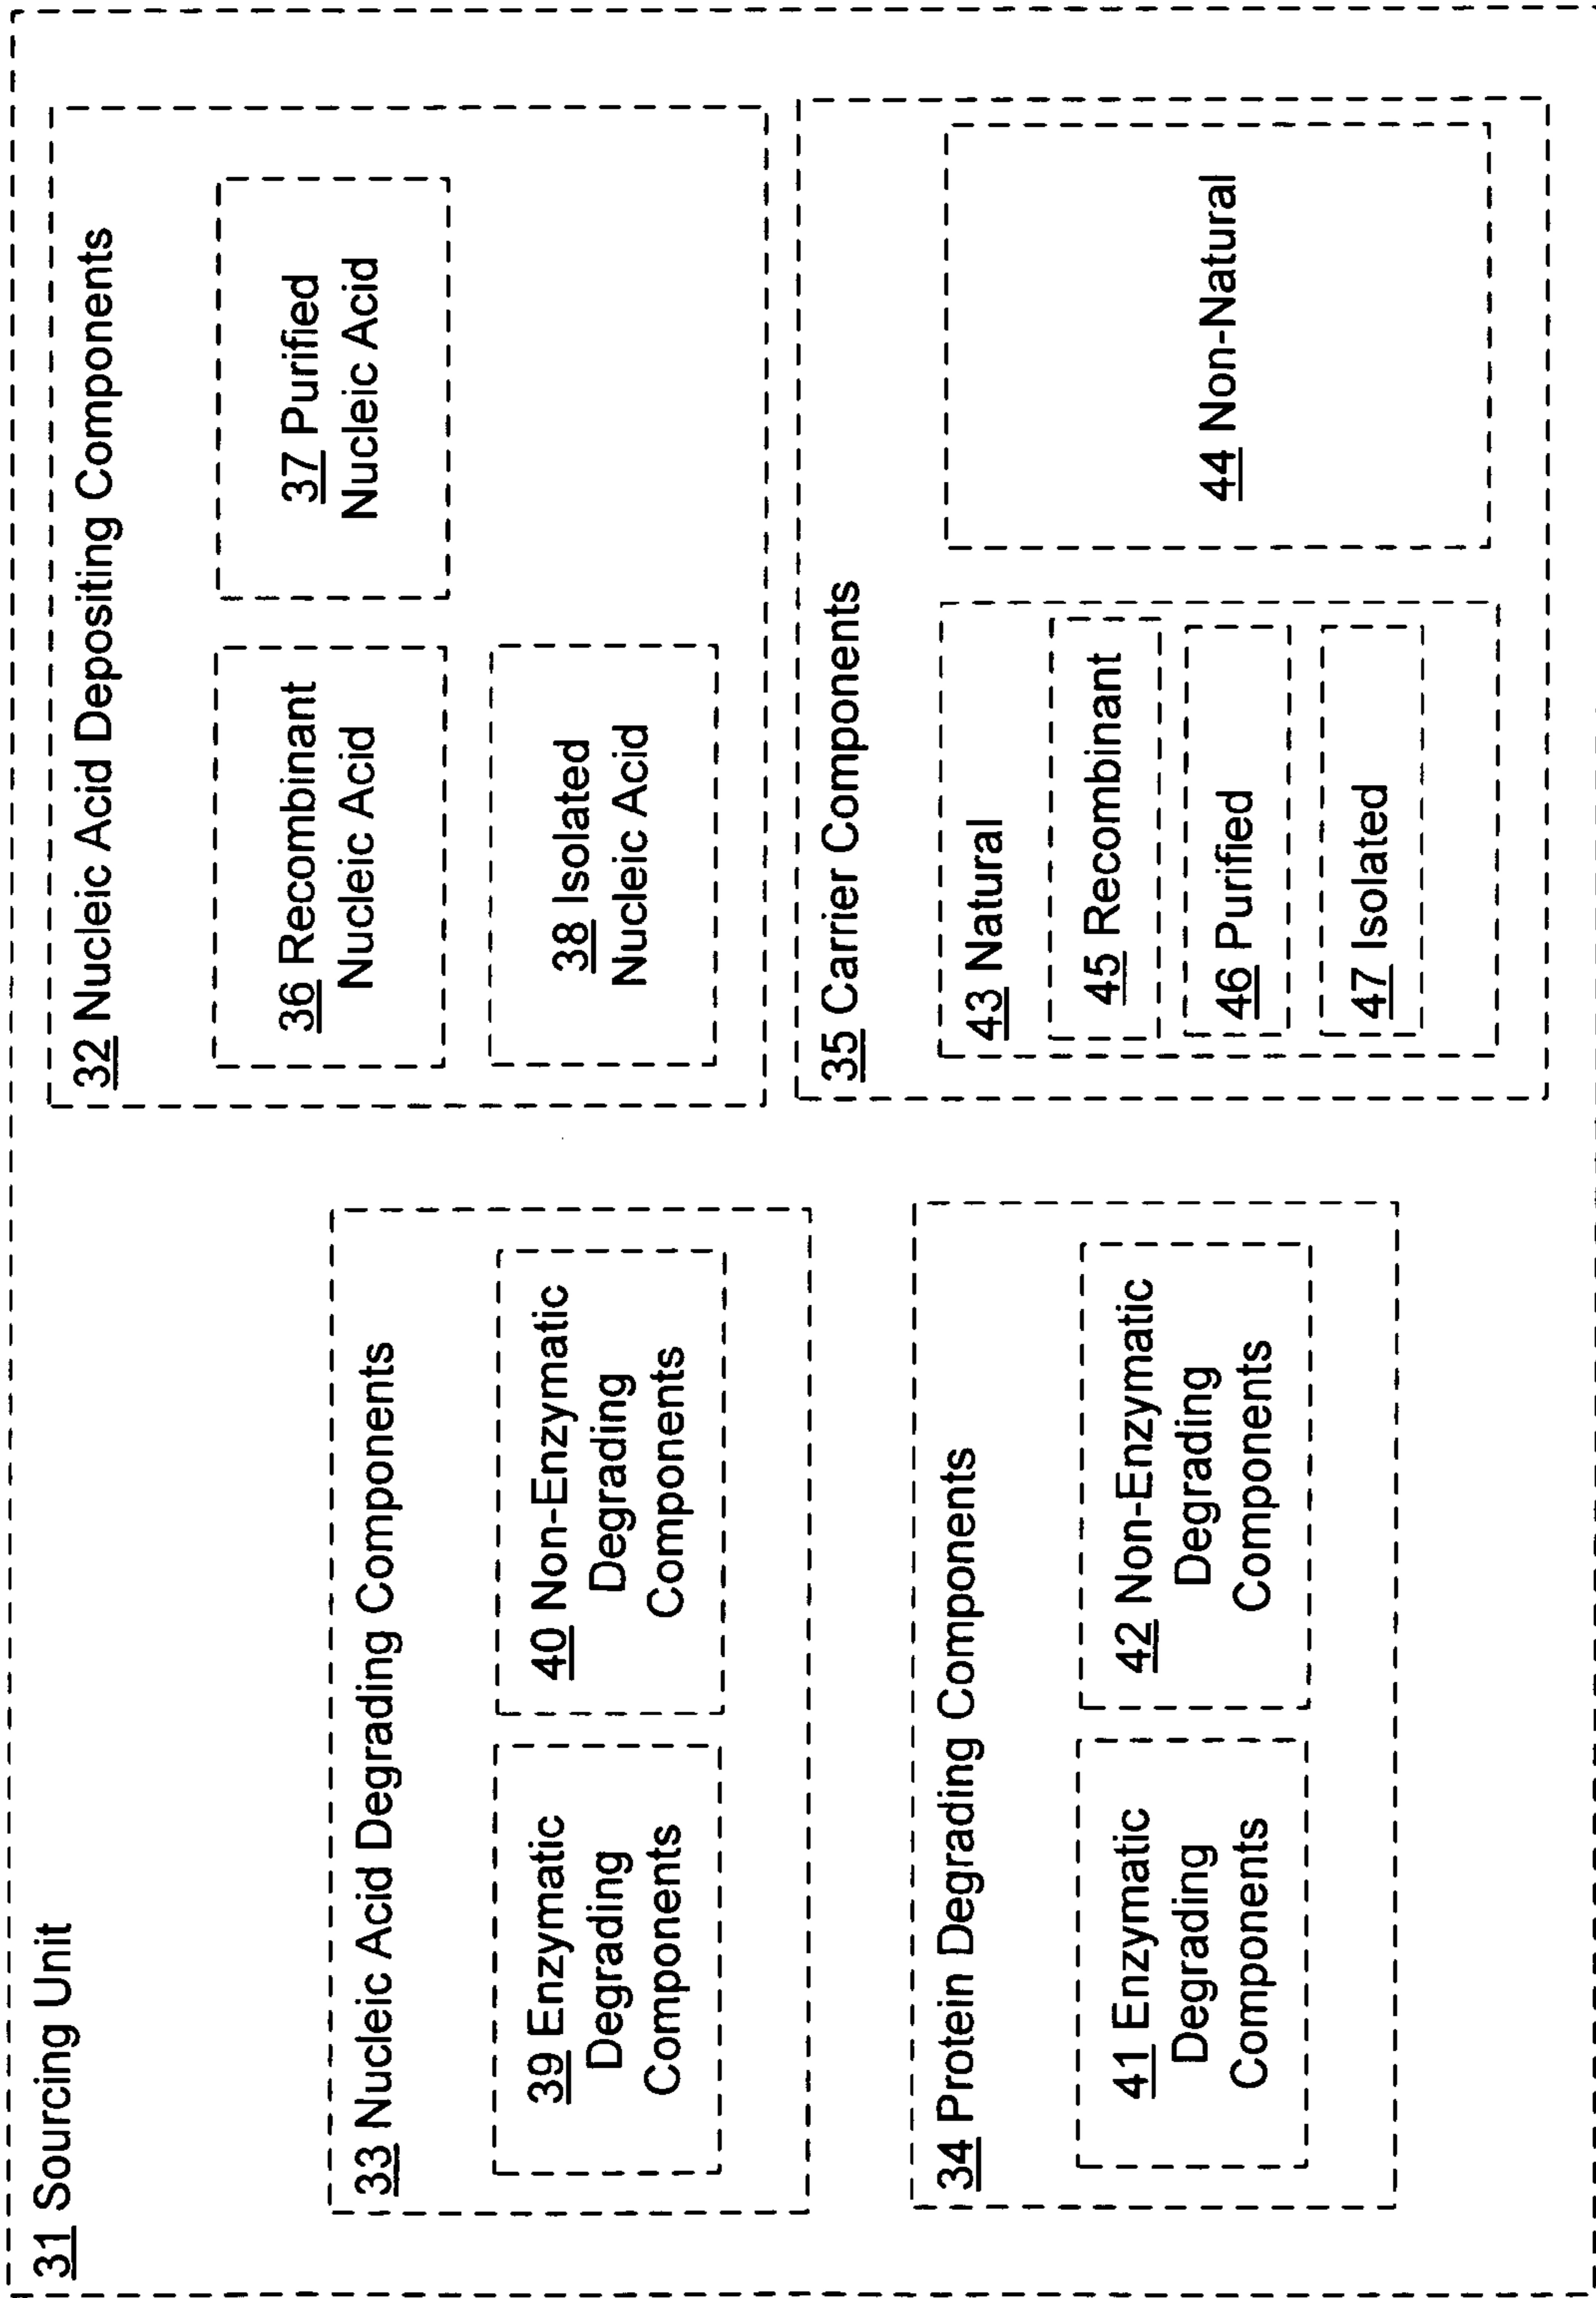 31 Sourcing Unit
33 Nucleic Acid Degrading Components
39 Enzymatic
Degrading
Components
40 Non-Enzymatic
Degrading
Components
34 Protein Degrading Components
41 Enzymatic
Degrading
Components
42 Non-Enzymatic
Degrading
Components
32 Nucleic Acid Depositing Components
36 Recombinant
Nucleic Acid
37 Purified
Nucleic Acid
38 Isolated
Nucleic Acid
35 Carrier Components
43 Natural
45 Recombinant
46 Purified
47 Isolated
44 Non-Natural